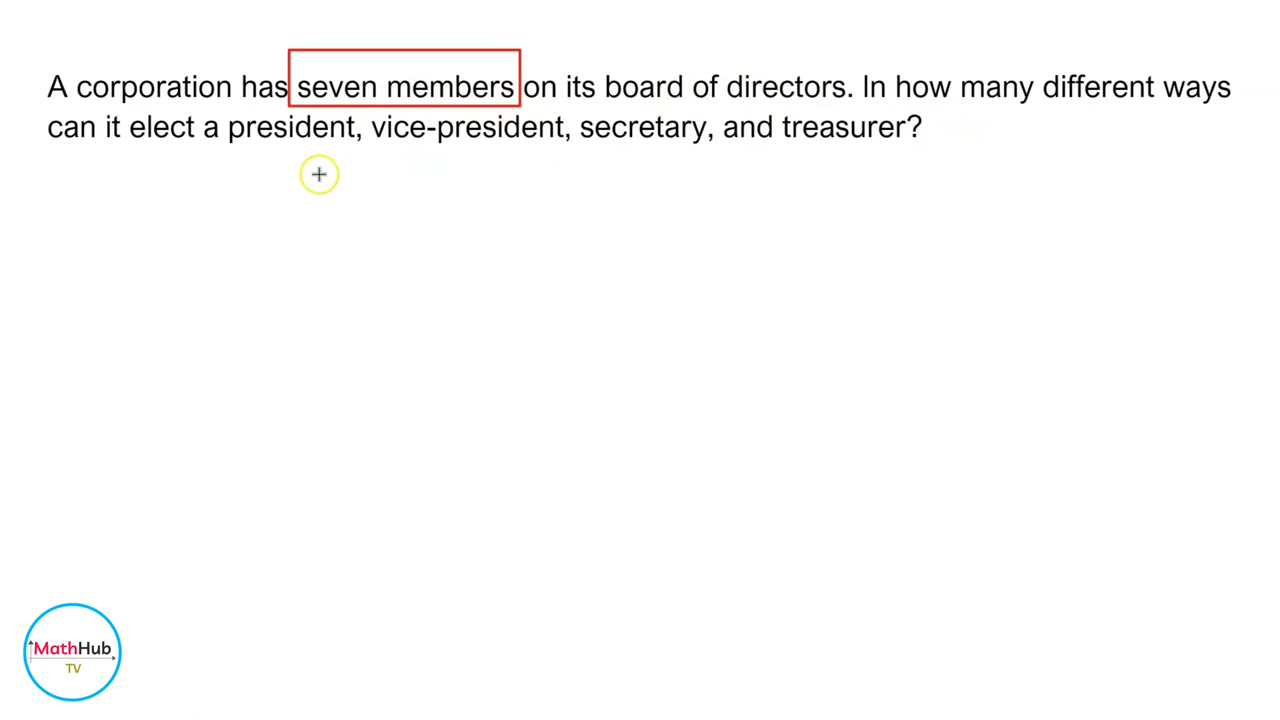 A corporation has seven members on its board of directors. In how many different ways
can it elect a president, vice-president, secretary, and treasurer?
MathHub
TV